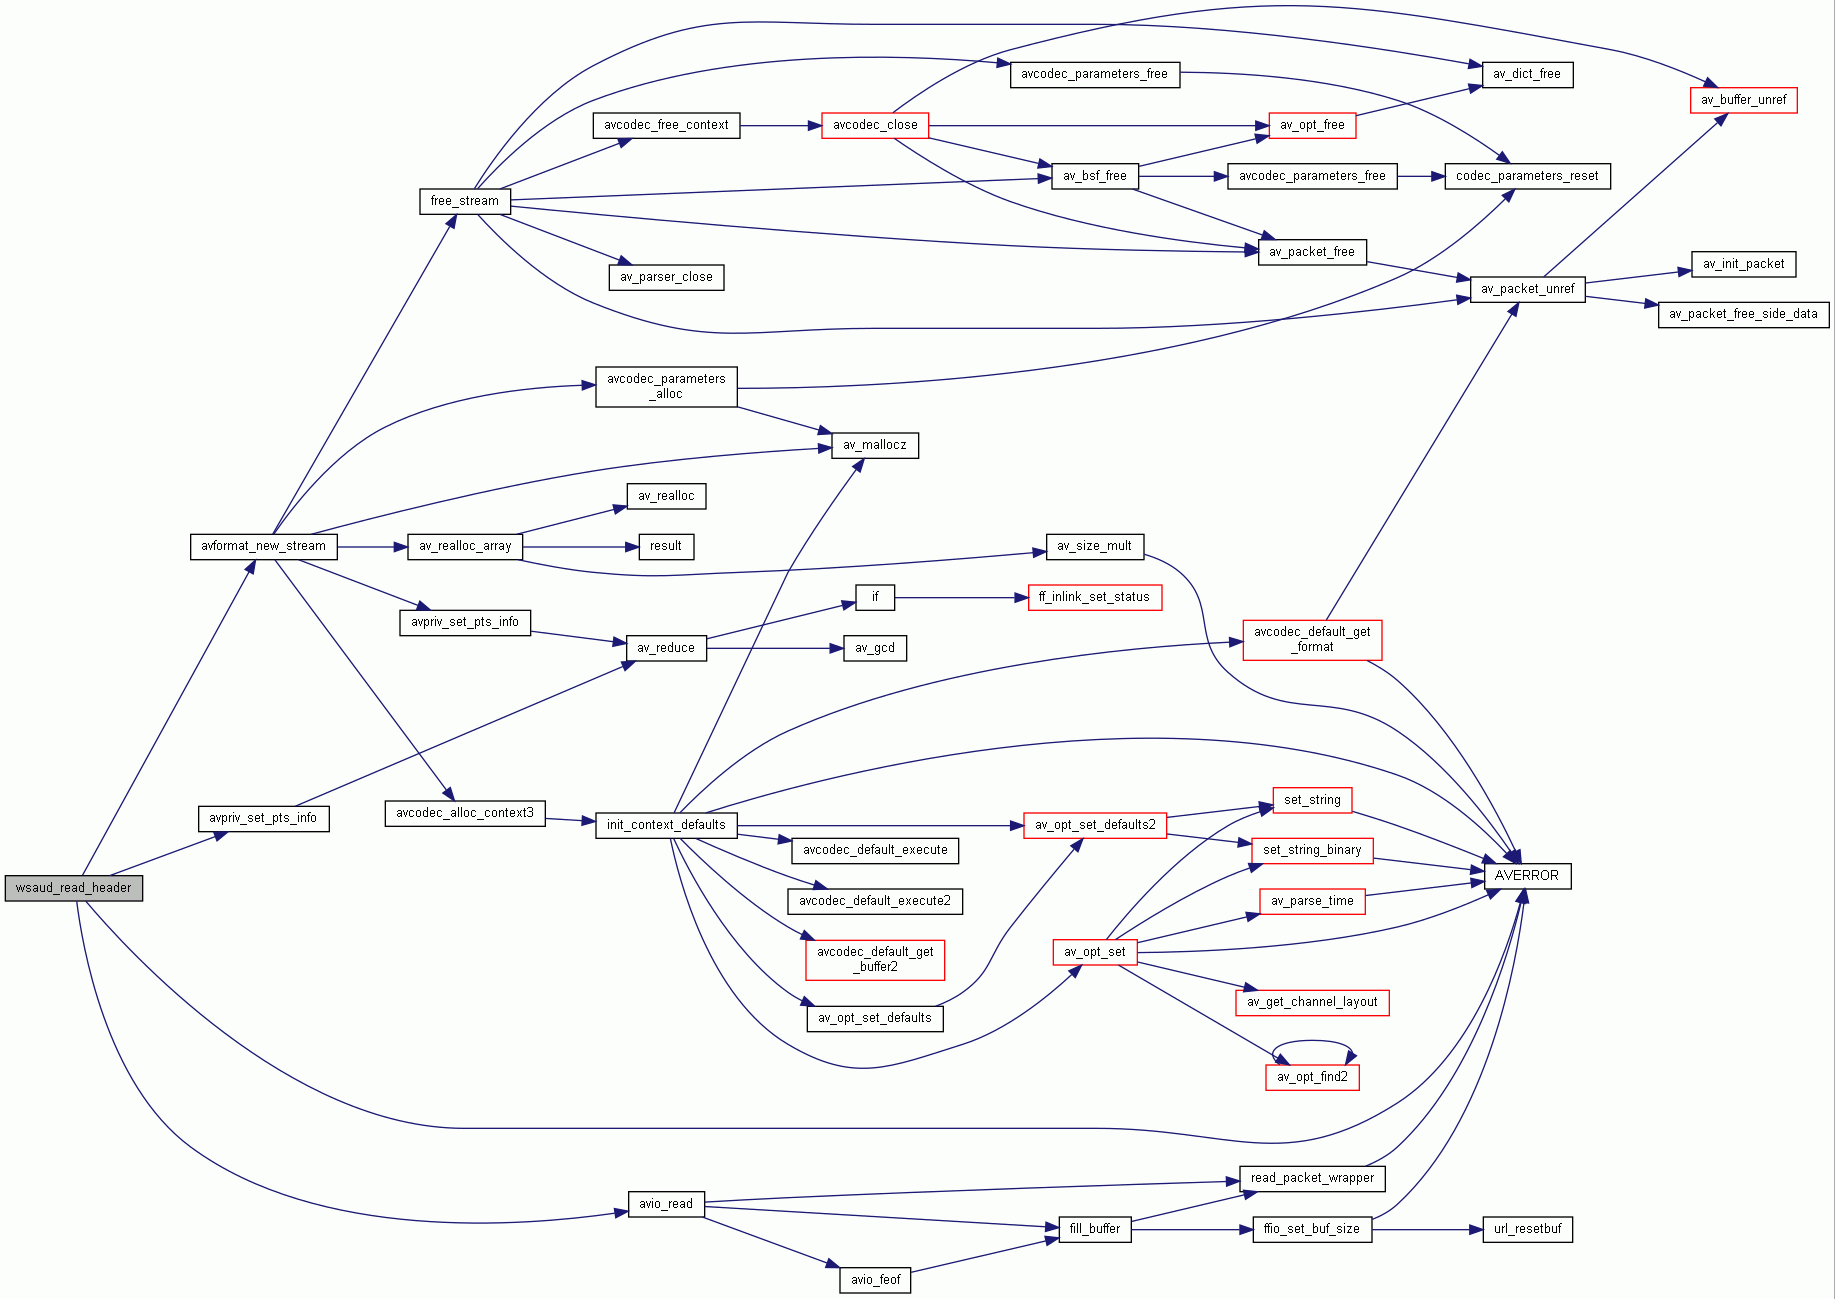 avcodec_parameters_free
av_dict_free
av_buffer_unref
avcodec_free_context
avcodec_close
av_opt_free
av_bsf_free
avcodec_parameters_free
codec_parameters_reset
free_stream
av_packet_free
av_parser_close
av_init_packet
av_packet_unref
av_packet_free_side_data
avcodec_parameters
_alloc
av_mallocz
av_realloc
avformat_new_stream
av_realloc_array
result
av_size_mult
if
ff_inlink_set_status
avpriv_set_pts_info
av_reduce
av_gcd
avcodec_default_get
_format
set_string
avpriv_set_pts_info
avcodec_alloc_context3
init_context_defaults
av_opt_set_defaults2
avcodec_default_execute
set_string_binary
wsaud_read_header
AVERROR
avcodec_default_execute2
av_parse_time
avcodec_default_get
_buffer2
av_opt_set
av_get_channel_layout
av_opt_set_defaults
av_opt_find2
read_packet_wrapper
avio_read
fill_buffer
ffio_set_buf_size
url_resetbuf
avio_feof